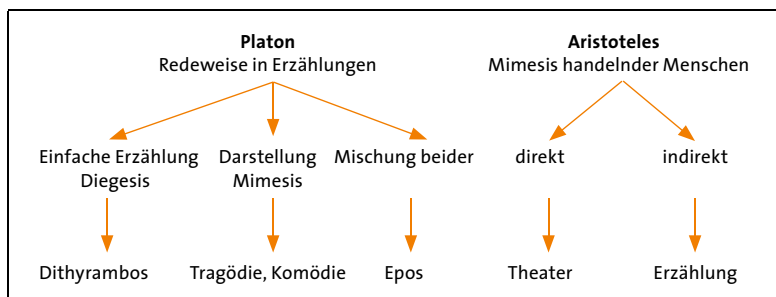 Platon
Redeweise in Erzählungen
Aristoteles
Mimesis handelnder Menschen
Einfache Erzählung
Diegesis
Darstellung
Mimesis
Mischung beider
direkt
indirekt
Dithyrambos
Tragödie, Komödie
Epos
Theater
Erzählung